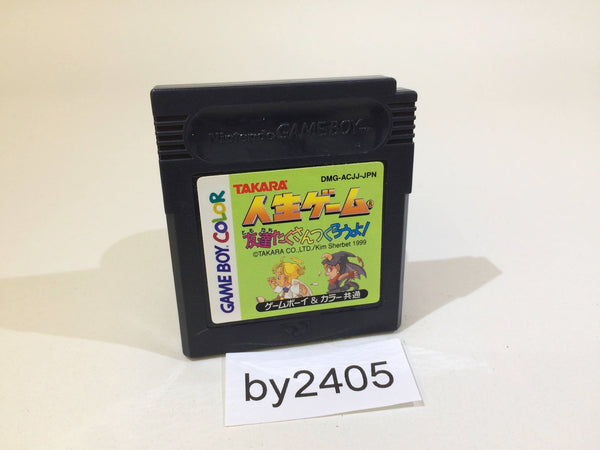 Nintendo GAMEBOY TM
GAME BOY COLOR
TAKARA
DMG-ACJJ-JPN
人生ゲーム
友達たくさんつくろうよ!
©TAKARA CO.,LTD./Kim Sherbet 1999
ゲームボーイ&カラー共通
by2405